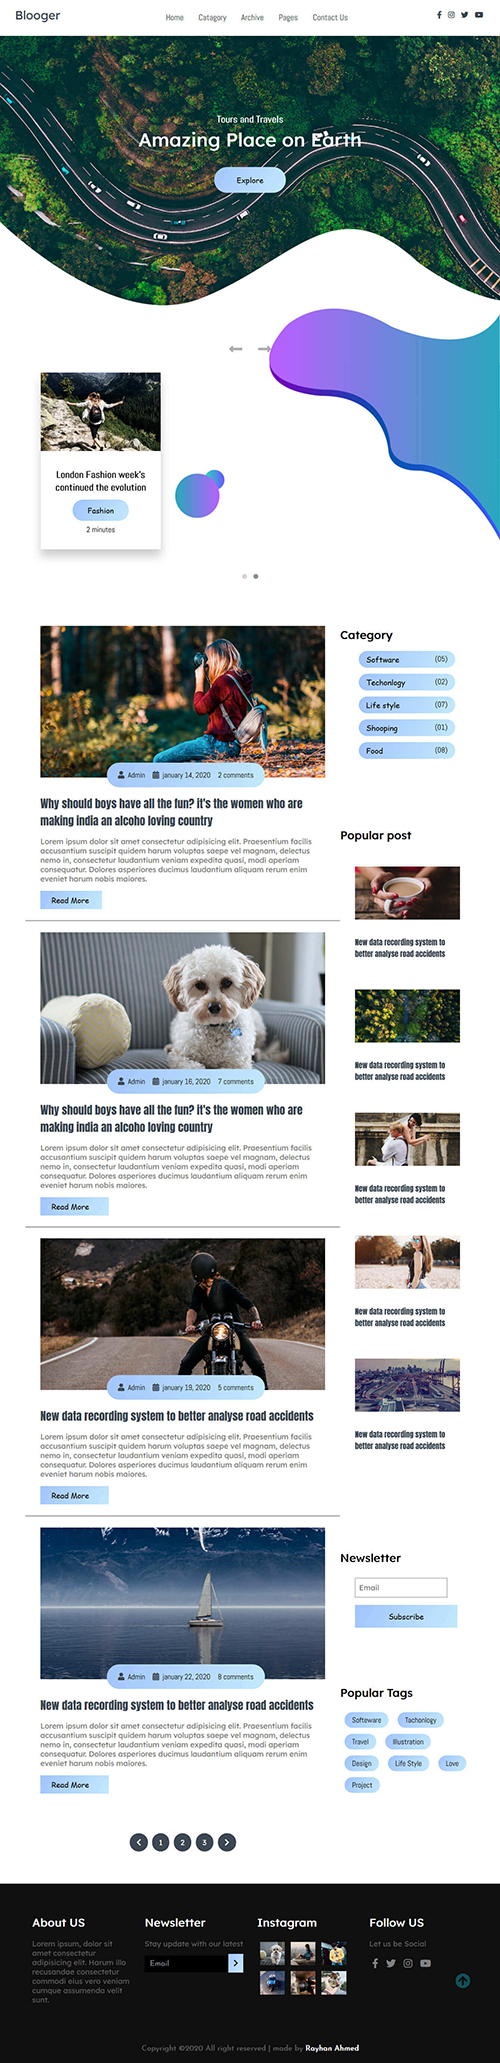 Blooger
Home Catagory Archive Pages Contact Us
Tours and Travels
Amazing Place on Earth
Explore
London Fashion week's
continued the evolution
Fashion
2 minutes
Category
Software (05)
Techonlogy (02)
Life style (07)
Shooping (01)
Food (08)
Admin january 14, 2020 2 comments
Why should boys have all the fun? it's the women who are
making india an alcoho loving country
Lorem ipsum dolor sit amet consectetur adipisicing elit. Praesentium facilis
accusantium suscipit quidem harum voluptas saepe vel magnam, delectus
nemo in, consectetur laudantium veniam expedita quasi, modi aperiam
consequatur. Dolores asperiores ducimus laudantium aliquam rerum enim
eveniet harum nobis maiores.
Read More
Popular post
New data recording system to
better analyse road accidents
New data recording system to
better analyse road accidents
New data recording system to
better analyse road accidents
New data recording system to
better analyse road accidents
New data recording system to
better analyse road accidents
Admin january 16, 2020 7 comments
Why should boys have all the fun? it's the women who are
making india an alcoho loving country
Lorem ipsum dolor sit amet consectetur adipisicing elit. Praesentium facilis
accusantium suscipit quidem harum voluptas saepe vel magnam, delectus
nemo in, consectetur laudantium veniam expedita quasi, modi aperiam
consequatur. Dolores asperiores ducimus laudantium aliquam rerum enim
eveniet harum nobis maiores.
Read More
Admin january 19, 2020 5 comments
New data recording system to better analyse road accidents
Lorem ipsum dolor sit amet consectetur adipisicing elit. Praesentium facilis
accusantium suscipit quidem harum voluptas saepe vel magnam, delectus
nemo in, consectetur laudantium veniam expedita quasi, modi aperiam
consequatur. Dolores asperiores ducimus laudantium aliquam rerum enim
eveniet harum nobis maiores.
Read More
Newsletter
Email
Subscribe
Admin january 22, 2020 8 comments
New data recording system to better analyse road accidents
Lorem ipsum dolor sit amet consectetur adipisicing elit. Praesentium facilis
accusantium suscipit quidem harum voluptas saepe vel magnam, delectus
nemo in, consectetur laudantium veniam expedita quasi, modi aperiam
consequatur. Dolores asperiores ducimus laudantium aliquam rerum enim
eveniet harum nobis maiores.
Read More
Popular Tags
Softeware Tachonlogy
Travel Illustration
Design Life Style Love
Project
1 2 3
About US
Lorem ipsum, dolor sit
amet consectetur
adipisicing elit. Harum illo
recusandae consectetur
commodi eius vero veniam
cumque assumenda velit
sunt.
Newsletter
Stay update with our latest
Email
Instagram
Follow US
Let us be Social
Copyright ©2020 All right reserved | made by Rayhan Ahmed